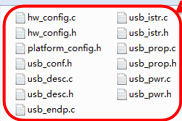 hw_config.c
hw_config.h
platform_config.h
usb_conf.h
usb_desc.c
usb_desc.h
usb_endp.c
usb_istr.c
usb_istr.h
usb_prop.c
usb_prop.h
usb_pwr.c
usb_pwr.h